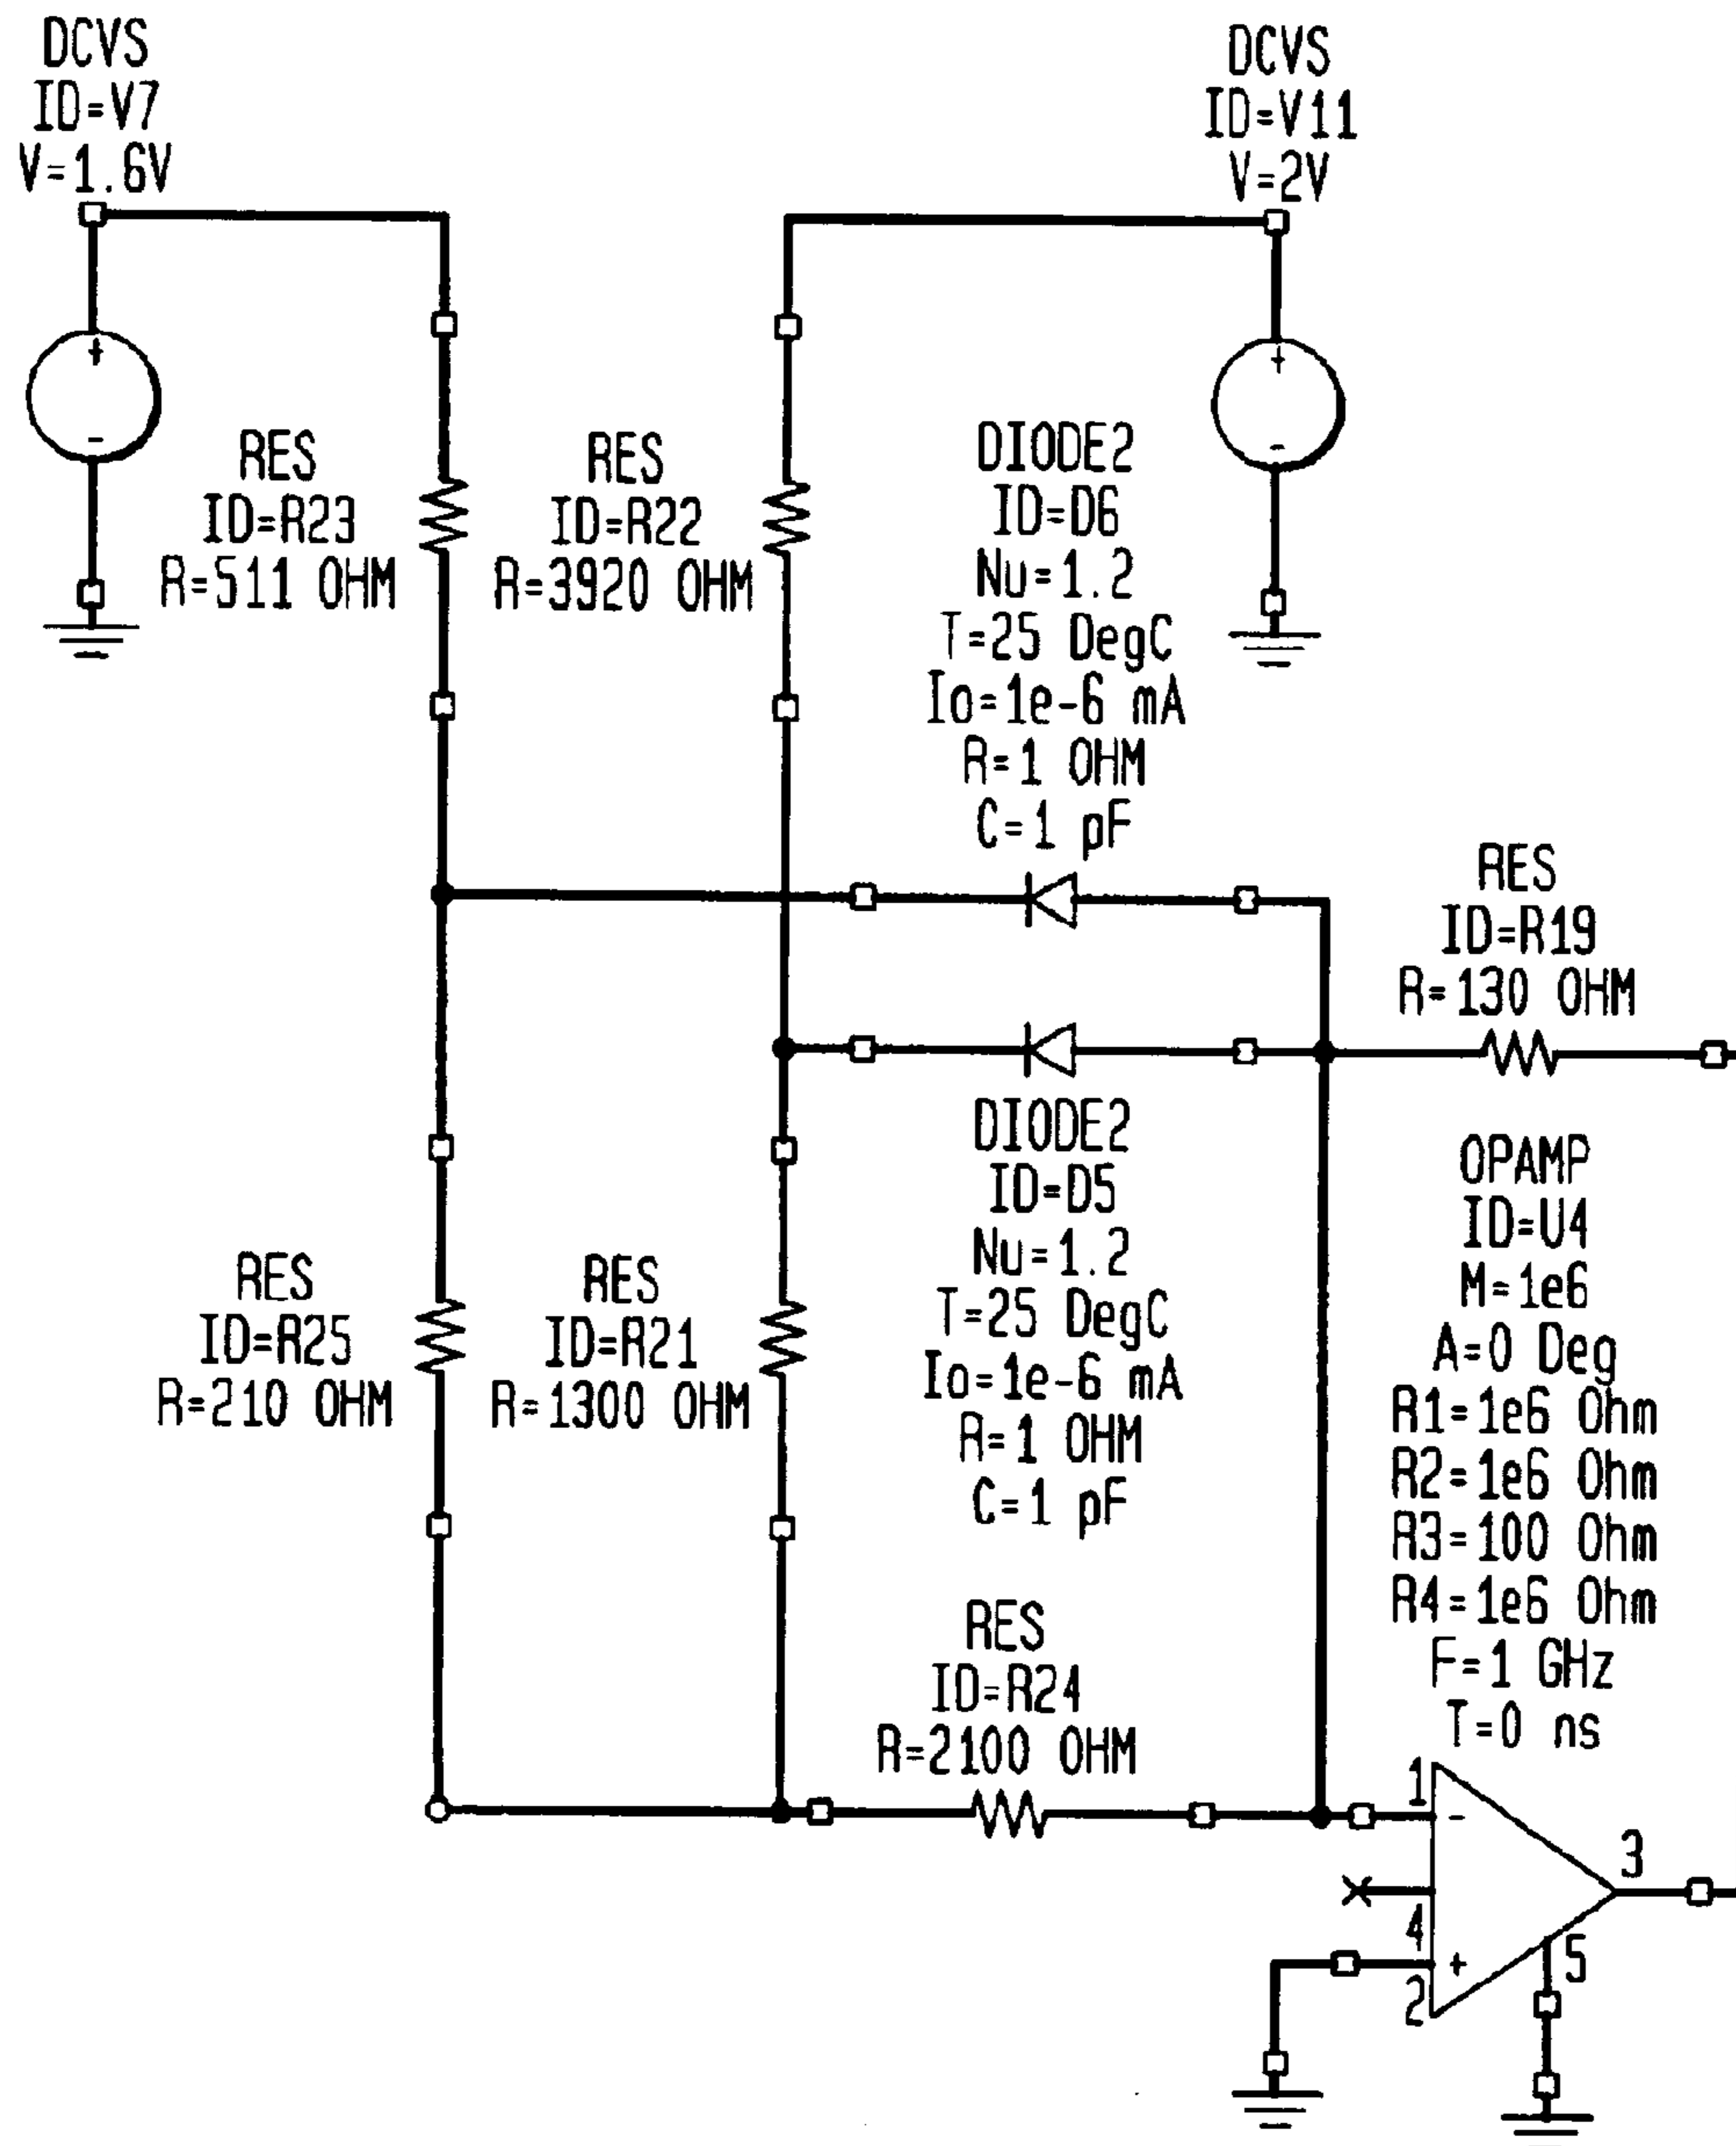 DCVS
ID=V7
V=1.6V
DCVS
ID=V11
V=2V
+
-
+
-
RES
ID=R23
R=511 OHM
RES
ID=R22
R=3920 OHM
DIODE2
ID=D6
Nu=1.2
T=25 DegC
Io=1e-6 mA
R=1 OHM
C=1 pF
RES
ID=R19
R=130 OHM
DIODE2
ID=D5
Nu=1.2
T=25 DegC
Io=1e-6 mA
R=1 OHM
C=1 pF
OPAMP
ID=U4
M=1e6
A=0 Deg
R1=1e6 Ohm
R2=1e6 Ohm
R3=100 Ohm
R4=1e6 Ohm
F=1 GHz
T=0 ns
RES
ID=R25
R=210 OHM
RES
ID=R21
R=1300 OHM
RES
ID=R24
R=2100 OHM
1
-
3
4
+
2
5